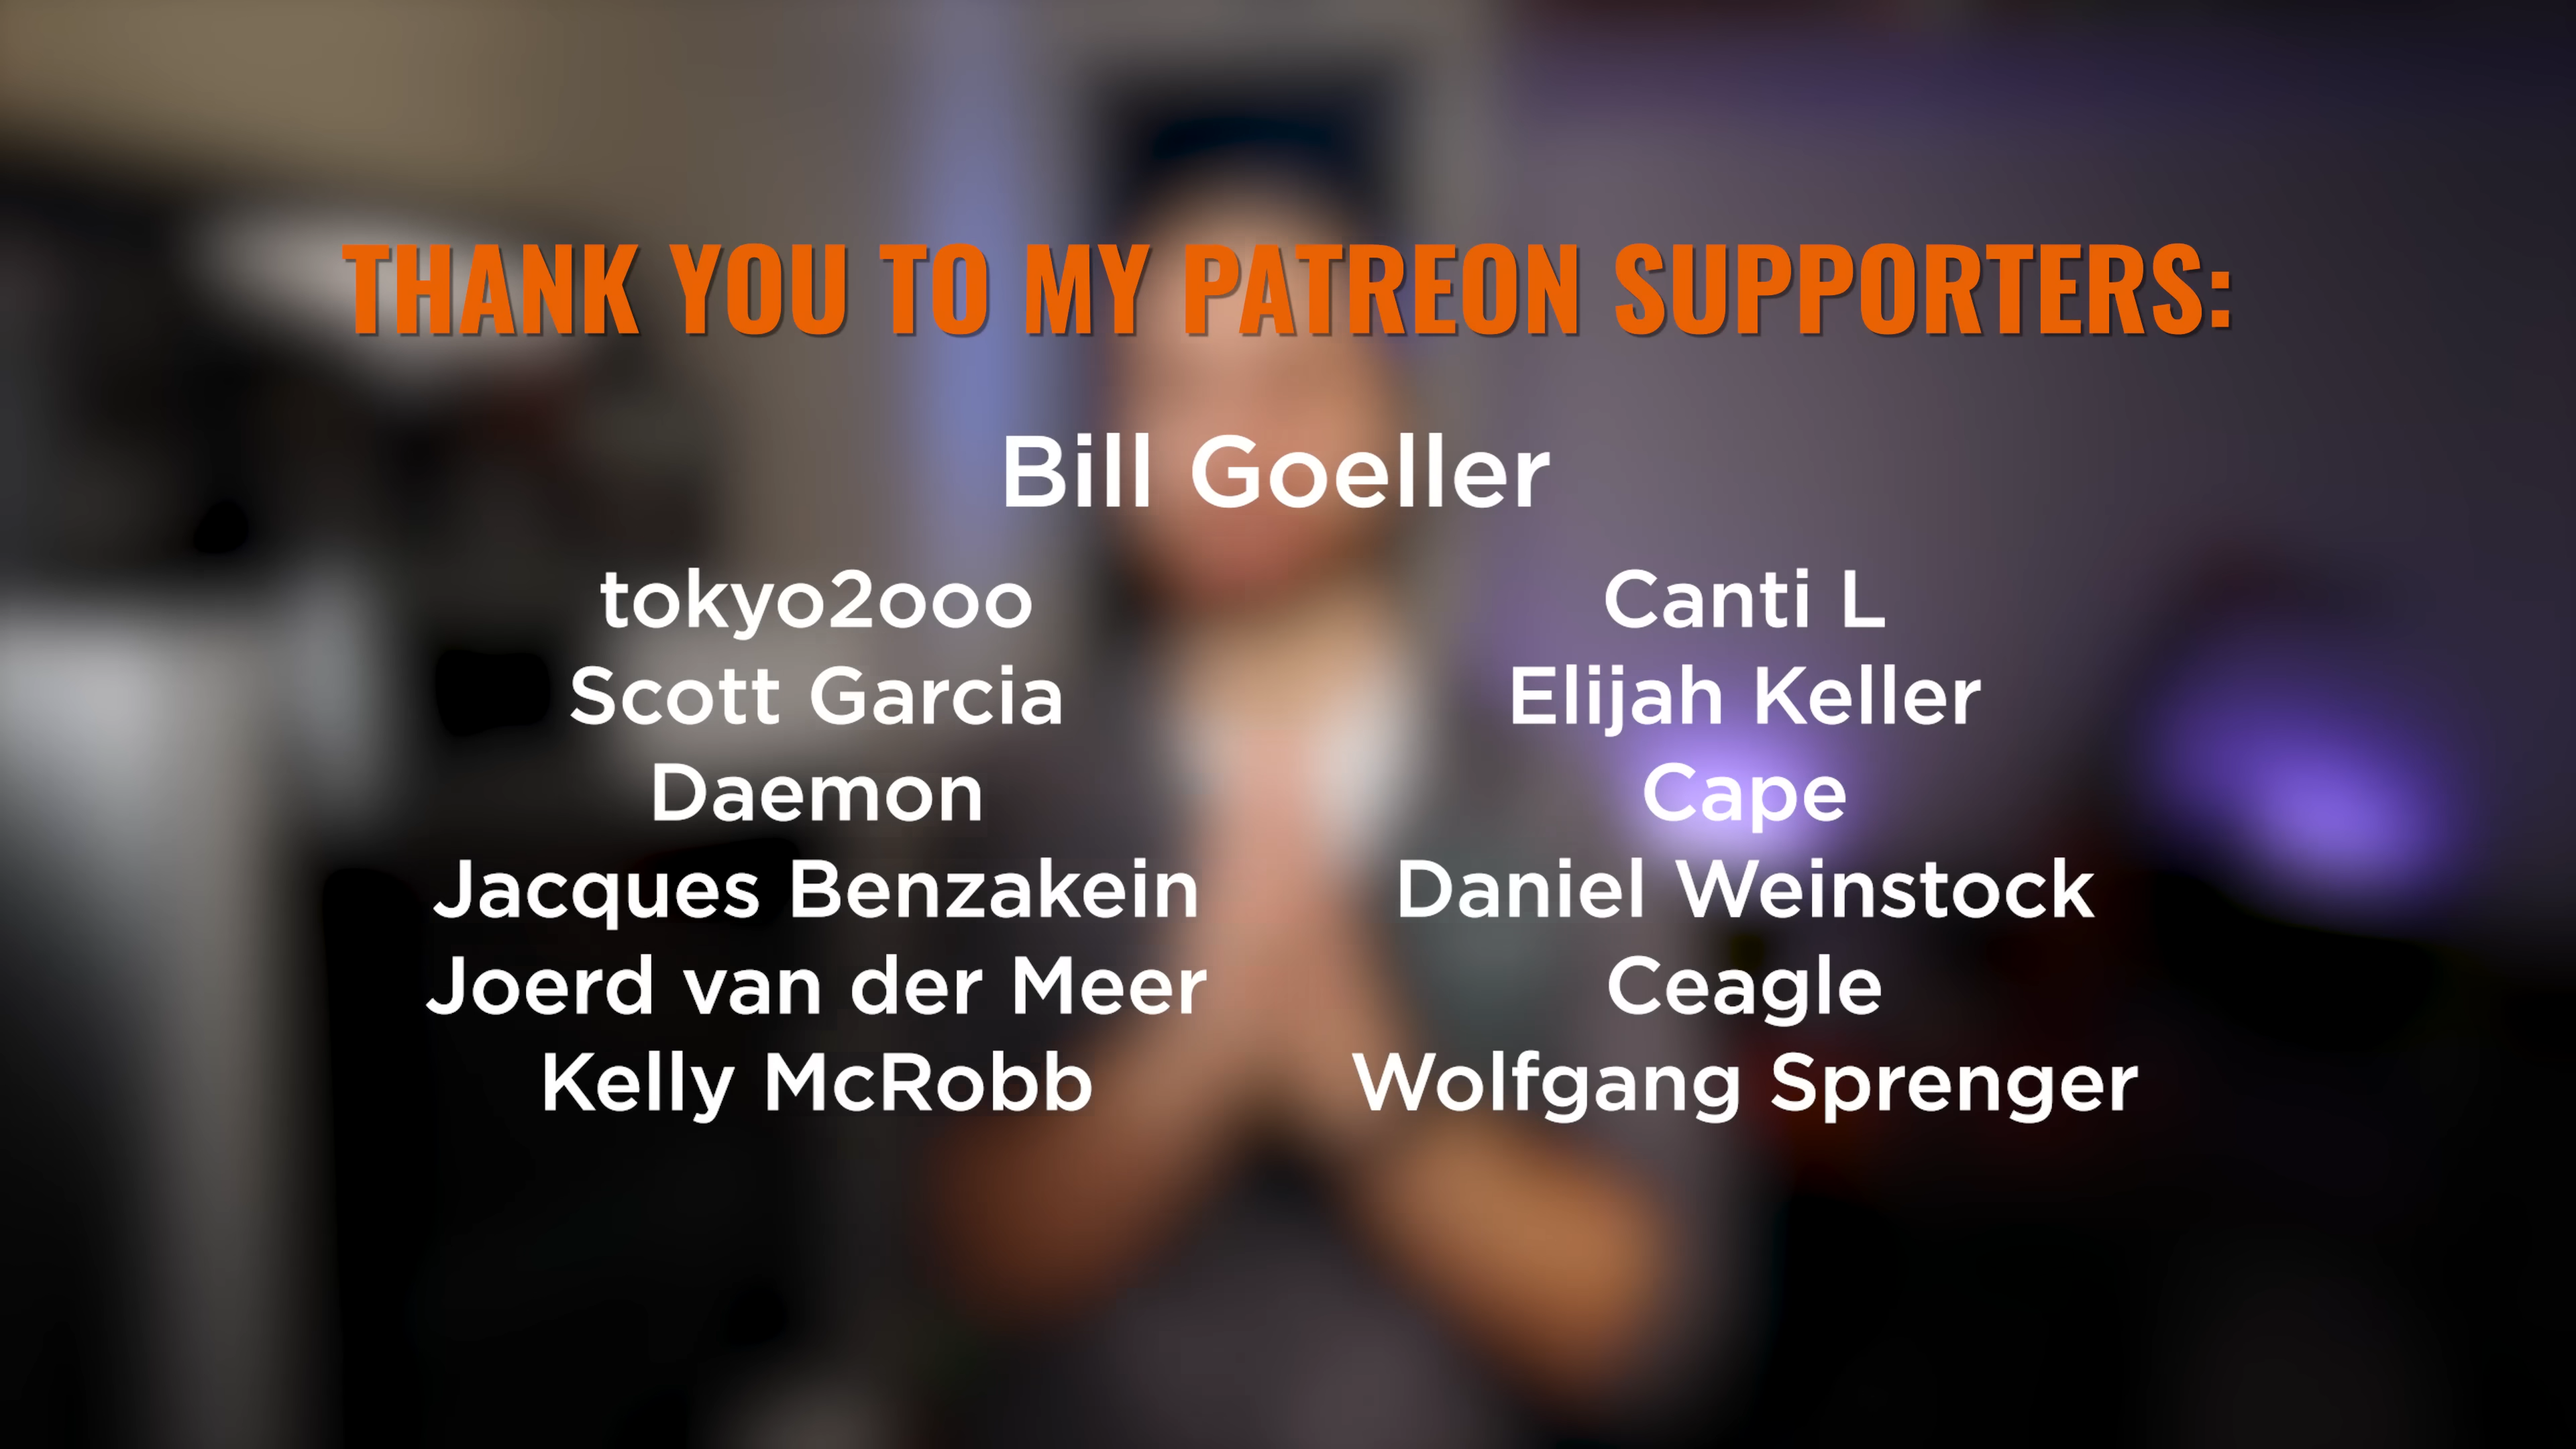 THANK YOU TO MY PATREON SUPPORTERS:
Bill Goeller
tokyo2ooo
Scott Garcia
Daemon
Jacques Benzakein
Joerd van der Meer
Kelly McRobb
Canti L
Elijah Keller
Cape
Daniel Weinstock
Ceagle
Wolfgang Sprenger